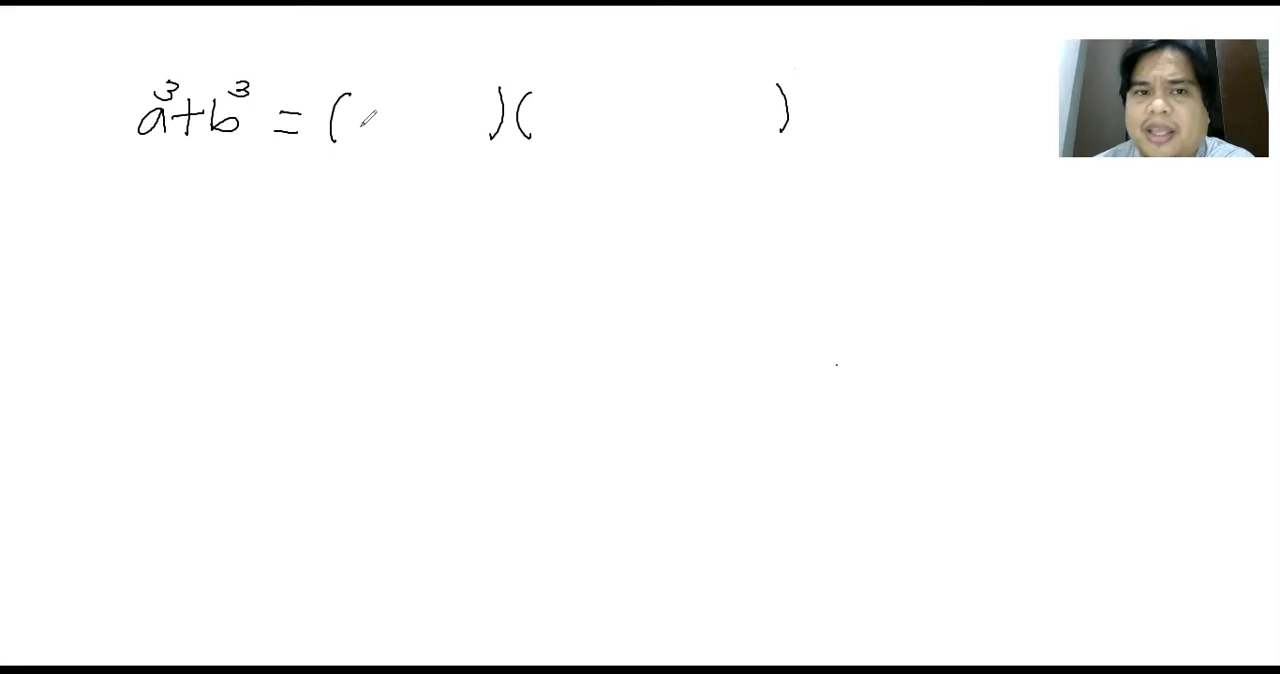 a³+b³ = ( )( )